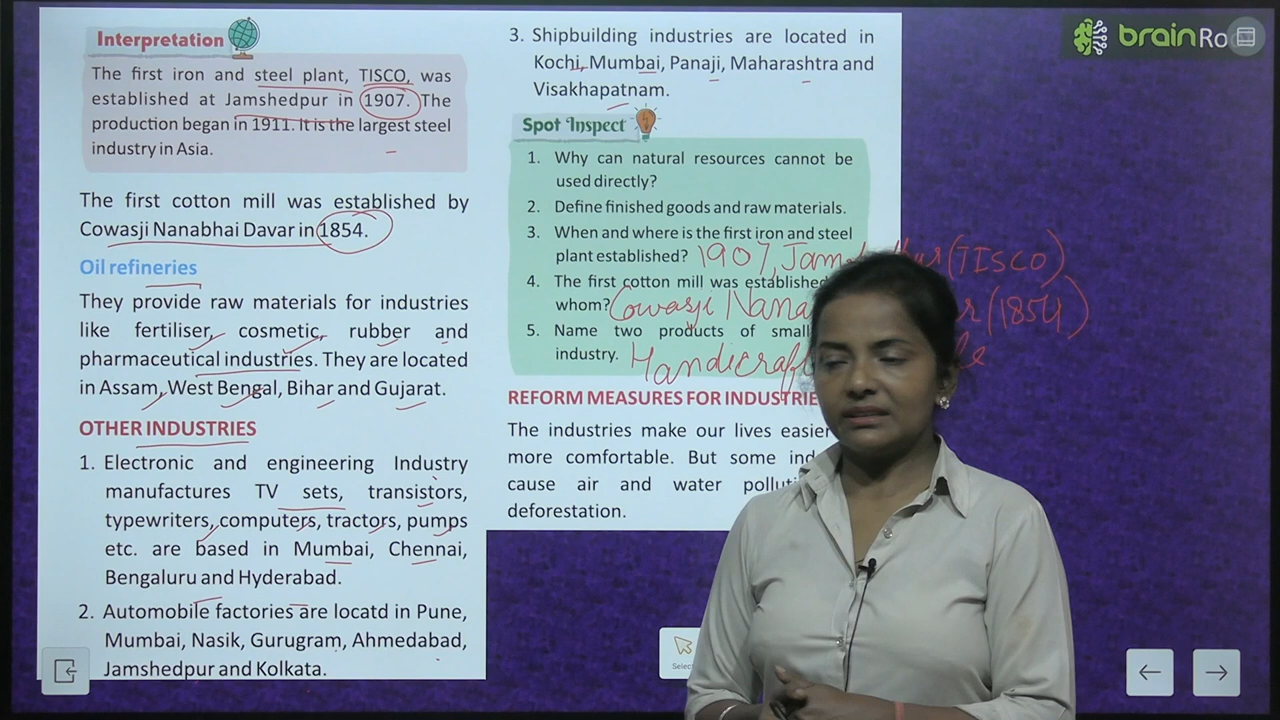 Interpretation
The first iron and steel plant, TISCO, was
established at Jamshedpur in 1907. The
production began in 1911. It is the largest steel
industry in Asia.
The first cotton mill was established by
Cowasji Nanabhai Davar in 1854.
Oil refineries
They provide raw materials for industries
like fertiliser, cosmetic, rubber and
pharmaceutical industries. They are located
in Assam, West Bengal, Bihar and Gujarat.
OTHER INDUSTRIES
1. Electronic and engineering Industry
manufactures TV sets, transistors,
typewriters, computers, tractors, pumps
etc. are based in Mumbai, Chennai,
Bengaluru and Hyderabad.
2. Automobile factories are locatd in Pune,
Mumbai, Nasik, Gurugram, Ahmedabad,
Jamshedpur and Kolkata.
3. Shipbuilding industries are located in
Kochi, Mumbai, Panaji, Maharashtra and
Visakhapatnam.
Spot Inspect
1. Why can natural resources cannot be
used directly?
2. Define finished goods and raw materials.
3. When and where is the first iron and steel
plant established? 1907, (TISCO)
4. The first cotton mill was established
whom? Cowasji (1854)
5. Name two products of small
industry.
REFORM MEASURES FOR
The industries make our lives easier
more comfortable. But some
cause air and water
deforestation.
brain
Select